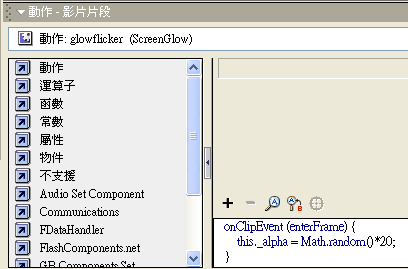 動作 - 影片片段
動作: glowflicker (ScreenGlow)
動作
運算子
函數
常數
屬性
物件
不支援
Audio Set Component
Communications
FDataHandler
FlashComponents.net
GB Components Set
onClipEvent (enterFrame) {
this._alpha = Math.random()*20;
}